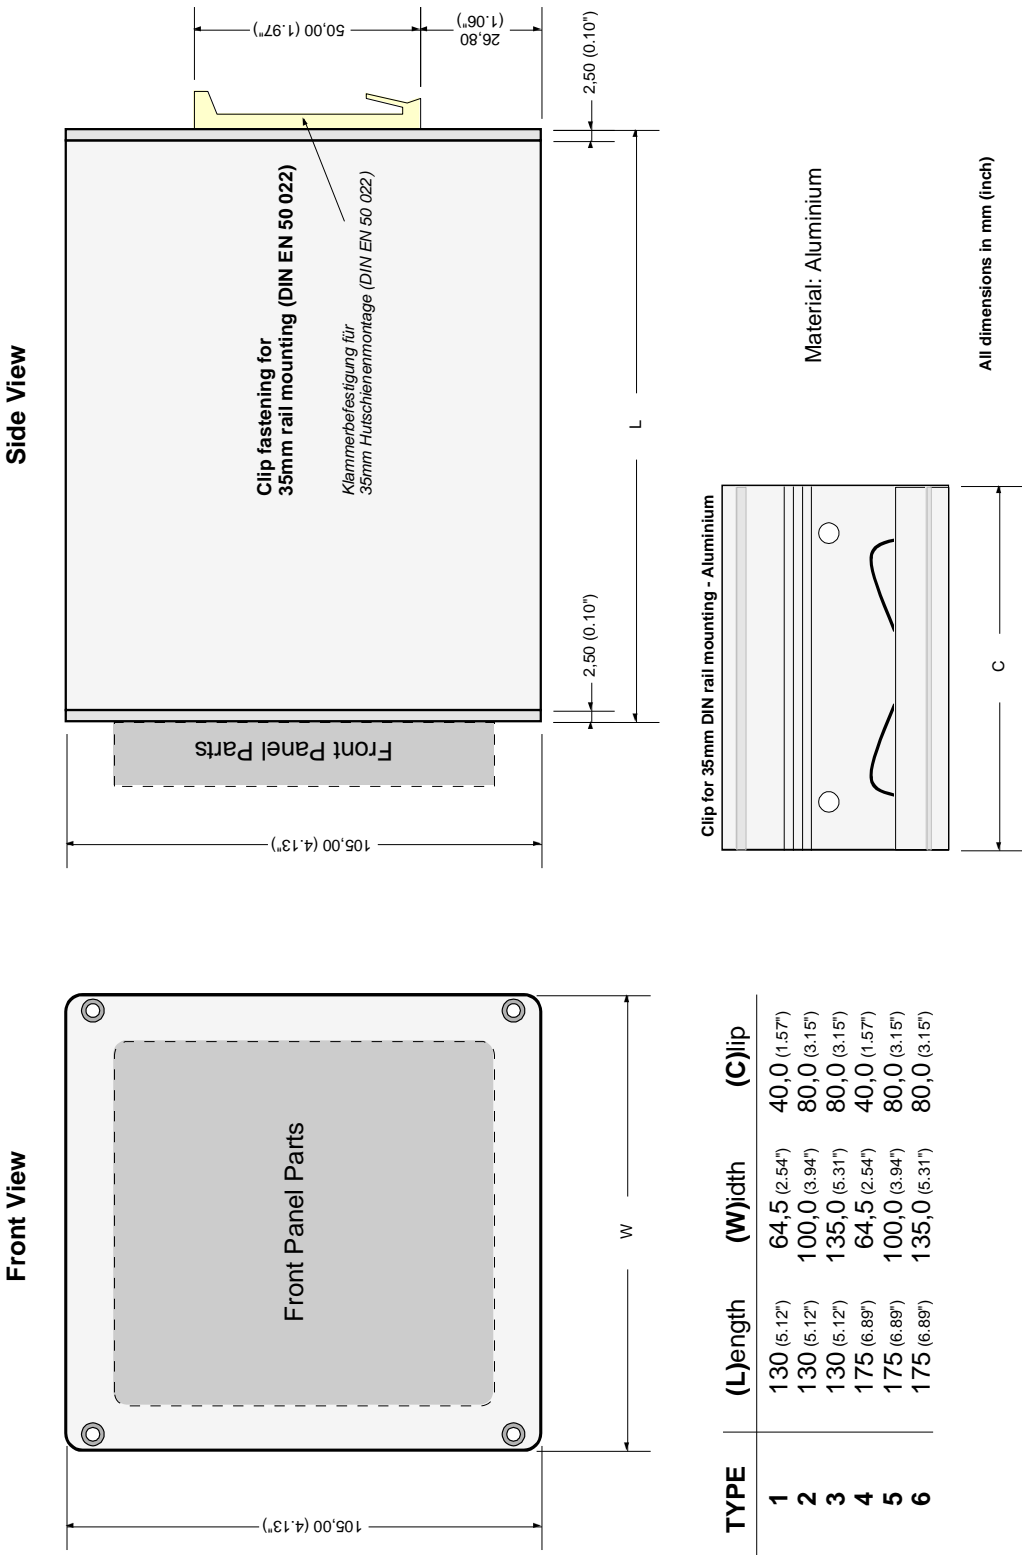 Front View
105,00 (4.13")
Front Panel Parts
W
Side View
105,00 (4.13")
Front Panel Parts
Clip fastening for
35mm rail mounting (DIN EN 50 022)
Klammerbefestigung für
35mm Hutschienenmontage (DIN EN 50 022)
50,00 (1.97")
26,80
(1.06")
2,50 (0.10")
2,50 (0.10")
L
TYPE (L)ength (W)idth (C)lip
1 130 (5.12") 64,5 (2.54") 40,0 (1.57")
2 130 (5.12") 100,0 (3.94") 80,0 (3.15")
3 130 (5.12") 135,0 (5.31") 80,0 (3.15")
4 175 (6.89") 64,5 (2.54") 40,0 (1.57")
5 175 (6.89") 100,0 (3.94") 80,0 (3.15")
6 175 (6.89") 135,0 (5.31") 80,0 (3.15")
Clip for 35mm DIN rail mounting - Aluminium
C
Material: Aluminium
All dimensions in mm (inch)